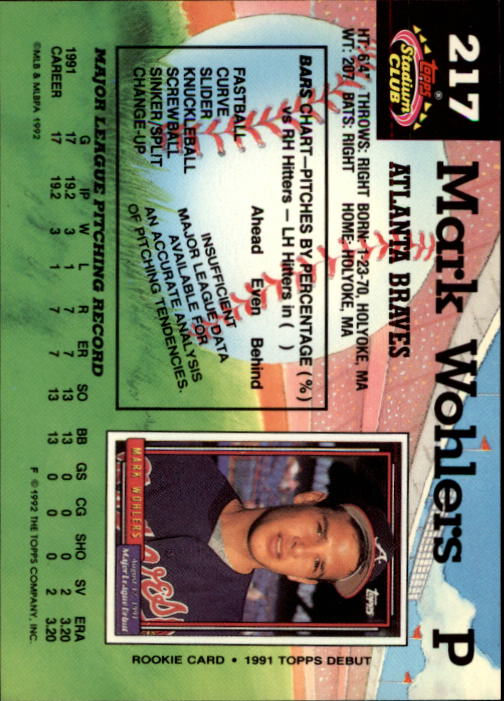 217
Topps
Stadium
CLUB
Mark Wohlers P
ATLANTA BRAVES
HT: 6'4" THROWS: RIGHT BORN: 1-23-70, HOLYOKE, MA
WT: 207 BATS: RIGHT HOME: HOLYOKE, MA
BARS CHART—PITCHES BY PERCENTAGE (%)
vs RH Hitters — LH Hitters in ( )
Ahead Even Behind
FASTBALL
CURVE
SLIDER
KNUCKLEBALL
SCREWBALL
SINKER/SPLIT
CHANGE-UP
INSUFFICIENT
MAJOR LEAGUE DATA
AVAILABLE FOR
AN ACCURATE ANALYSIS
OF PITCHING TENDENCIES.
A
Topps
Braves
MARK WOHLERS
August 17, 1991
Major League Debut
ROOKIE CARD • 1991 TOPPS DEBUT
MAJOR LEAGUE PITCHING RECORD
G IP W L R ER SO BB GS CG SHO SV ERA
1991 17 19.2 3 1 7 7 13 13 0 0 0 2 3.20
CAREER 17 19.2 3 1 7 7 13 13 0 0 0 2 3.20
©MLB & MLBPA 1992
F ©1992 THE TOPPS COMPANY, INC.